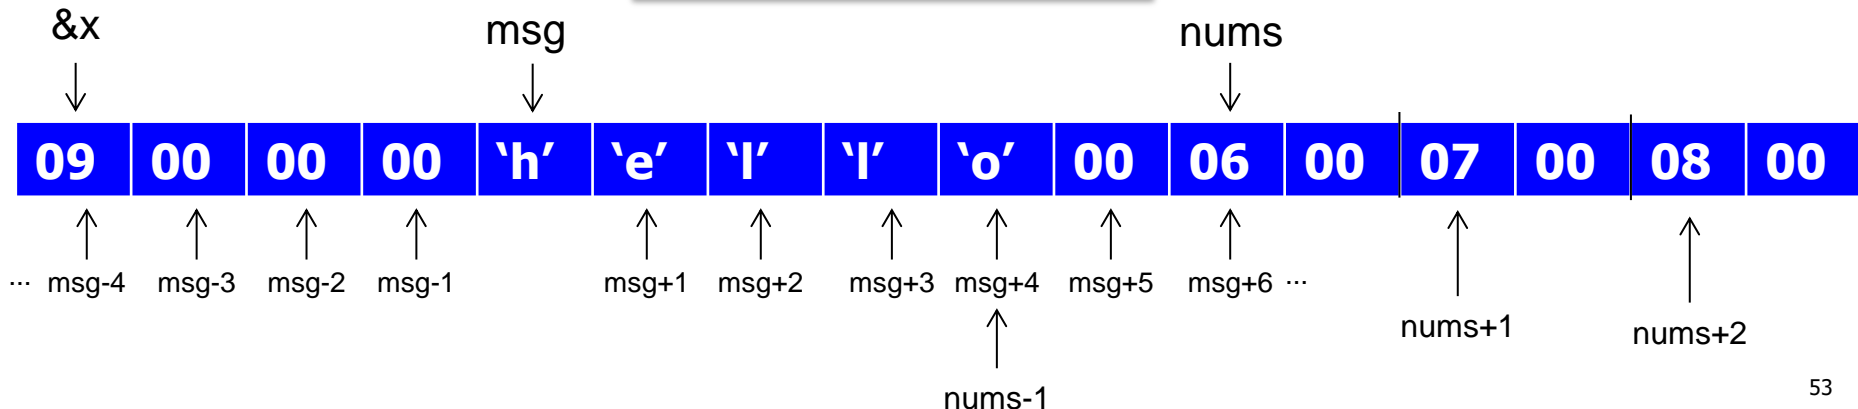 &x msg nums
09 00 00 00 ‘h’ ‘e’ ‘l’ ‘l’ ‘o’ 00 06 00 07 00 08 00
... msg-4 msg-3 msg-2 msg-1 msg+1 msg+2 msg+3 msg+4 msg+5 msg+6 ...
nums+1 nums+2
nums-1
53